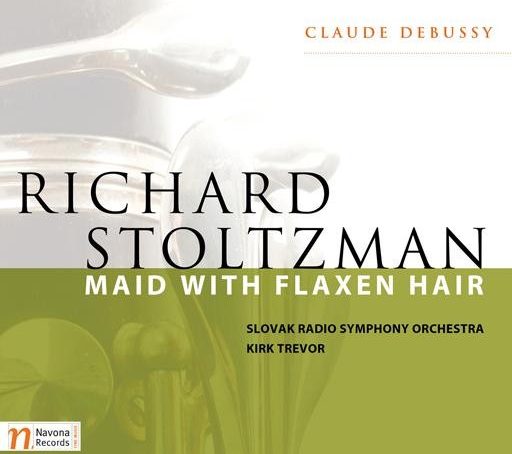 CLAUDE DEBUSSY
RICHARD
STOLTZMAN
MAID WITH FLAXEN HAIR
SLOVAK RADIO SYMPHONY ORCHESTRA
KIRK TREVOR
n
Navona
Records